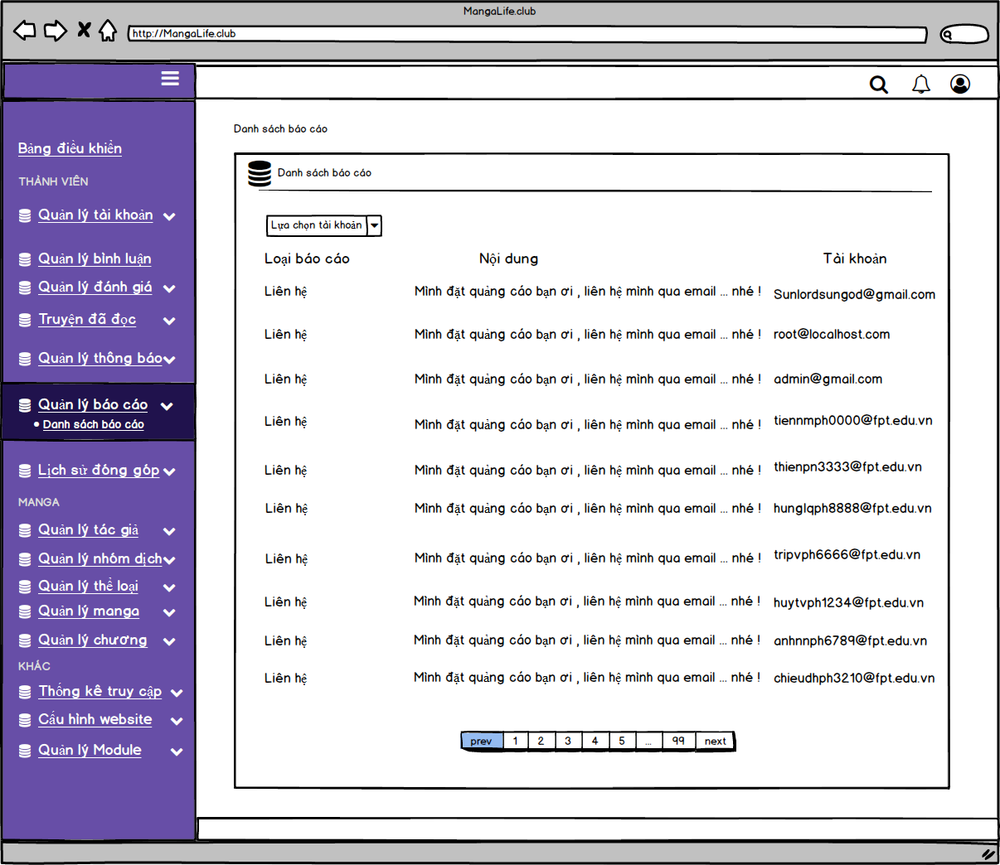 MangaLife.club
http://MangaLife.club
Bảng điều khiển
THÀNH VIÊN
Quản lý tài khoản
Quản lý bình luận
Quản lý đánh giá
Truyện đã đọc
Quản lý thông báo
Quản lý báo cáo
Danh sách báo cáo
Lịch sử đóng góp
MANGA
Quản lý tác giả
Quản lý nhóm dịch
Quản lý thể loại
Quản lý manga
Quản lý chương
KHÁC
Thống kê truy cập
Cấu hình website
Quản lý Module
Danh sách báo cáo
Danh sách báo cáo
Lựa chọn tài khoản
Loại báo cáo Nội dung Tài khoản
Liên hệ Mình đặt quảng cáo bạn ơi , liên hệ mình qua email ... nhé ! Sunlordsungod@gmail.com
Liên hệ Mình đặt quảng cáo bạn ơi , liên hệ mình qua email ... nhé ! root@localhost.com
Liên hệ Mình đặt quảng cáo bạn ơi , liên hệ mình qua email ... nhé ! admin@gmail.com
Liên hệ Mình đặt quảng cáo bạn ơi , liên hệ mình qua email ... nhé ! tiennmph0000@fpt.edu.vn
Liên hệ Mình đặt quảng cáo bạn ơi , liên hệ mình qua email ... nhé ! thienpn3333@fpt.edu.vn
Liên hệ Mình đặt quảng cáo bạn ơi , liên hệ mình qua email ... nhé ! hunglqph8888@fpt.edu.vn
Liên hệ Mình đặt quảng cáo bạn ơi , liên hệ mình qua email ... nhé ! tripvph6666@fpt.edu.vn
Liên hệ Mình đặt quảng cáo bạn ơi , liên hệ mình qua email ... nhé ! huytvph1234@fpt.edu.vn
Liên hệ Mình đặt quảng cáo bạn ơi , liên hệ mình qua email ... nhé ! anhnnph6789@fpt.edu.vn
Liên hệ Mình đặt quảng cáo bạn ơi , liên hệ mình qua email ... nhé ! chieudhph3210@fpt.edu.vn
prev 1 2 3 4 5 ... 99 next